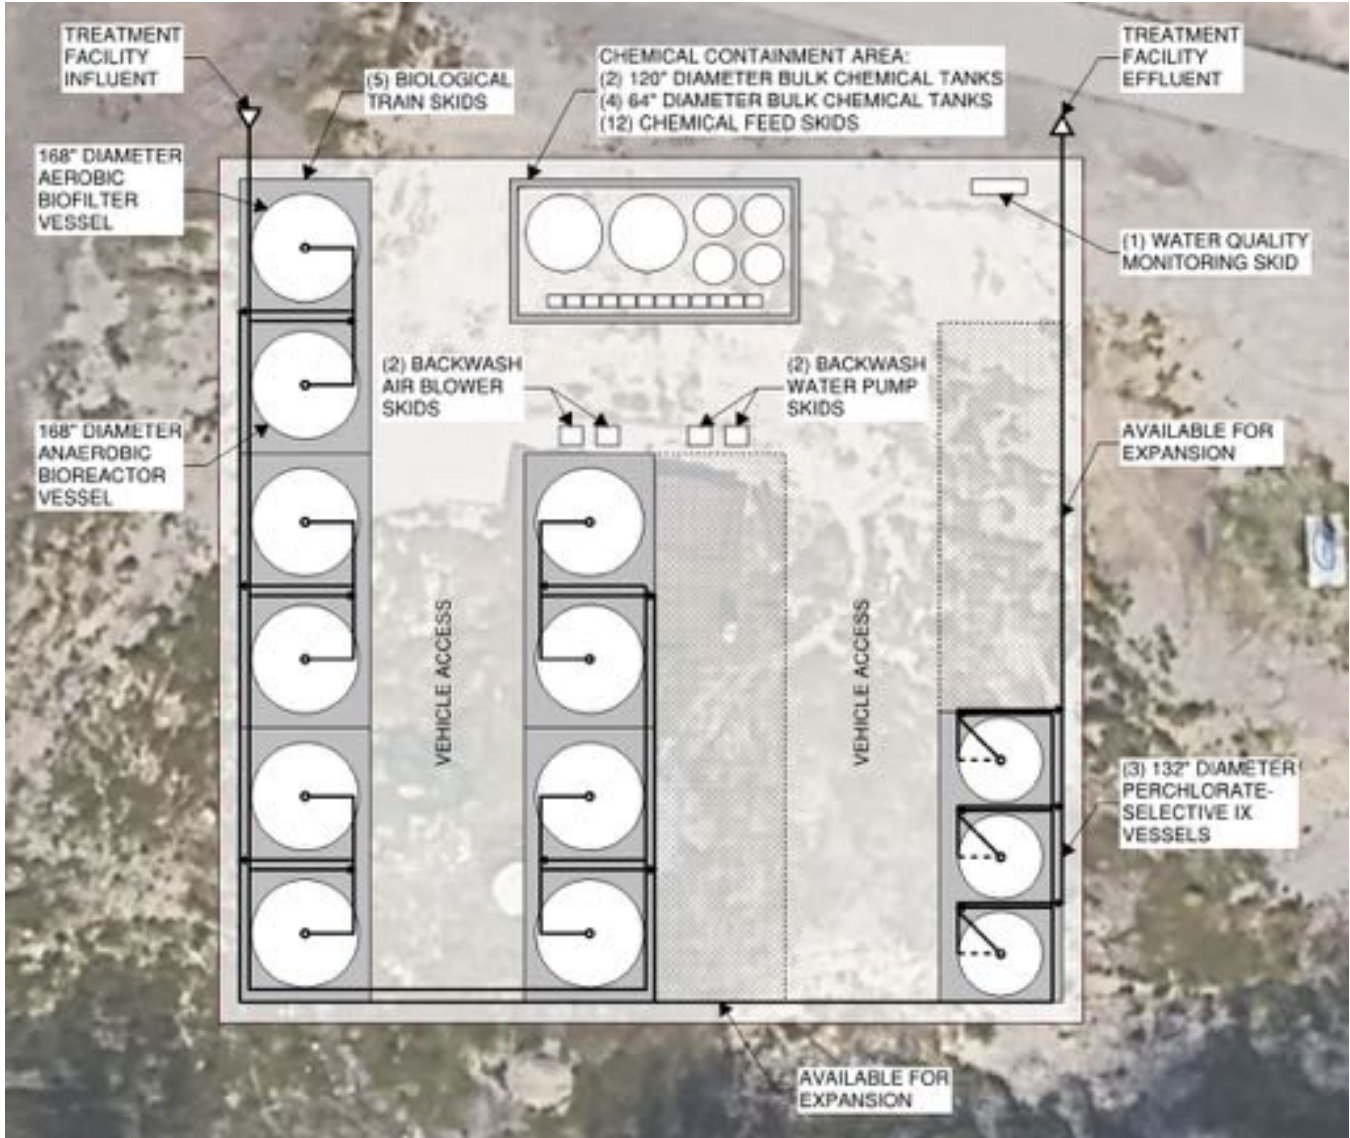 TREATMENT
FACILITY
INFLUENT
(5) BIOLOGICAL
TRAIN SKIDS
CHEMICAL CONTAINMENT AREA:
(2) 120" DIAMETER BULK CHEMICAL TANKS
(4) 64" DIAMETER BULK CHEMICAL TANKS
(12) CHEMICAL FEED SKIDS
TREATMENT
FACILITY
EFFLUENT
168" DIAMETER
AEROBIC
BIOFILTER
VESSEL
(1) WATER QUALITY
MONITORING SKID
(2) BACKWASH
AIR BLOWER
SKIDS
(2) BACKWASH
WATER PUMP
SKIDS
168" DIAMETER
ANAEROBIC
BIOREACTOR
VESSEL
AVAILABLE FOR
EXPANSION
VEHICLE ACCESS
VEHICLE ACCESS
(3) 132" DIAMETER
PERCHLORATE-
SELECTIVE IX
VESSELS
AVAILABLE FOR
EXPANSION